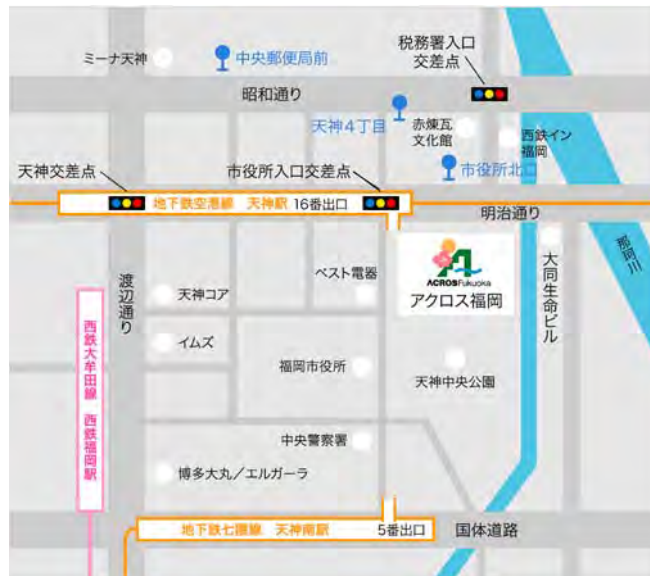 税務署入口
交差点
ミーナ天神
中央郵便局前
昭和通り
天神4丁目
赤煉瓦
文化館
西鉄イン
福岡
天神交差点
市役所入口交差点
市役所北口
地下鉄空港線 天神駅 16番出口
明治通り
那珂川
渡辺通り
ACROSFukuoka
アクロス福岡
大同生命ビル
ベスト電器
天神コア
イムズ
西鉄大牟田線 西鉄福岡駅
福岡市役所
天神中央公園
中央警察署
博多大丸/エルガーラ
地下鉄七隈線 天神南駅 5番出口
国体道路